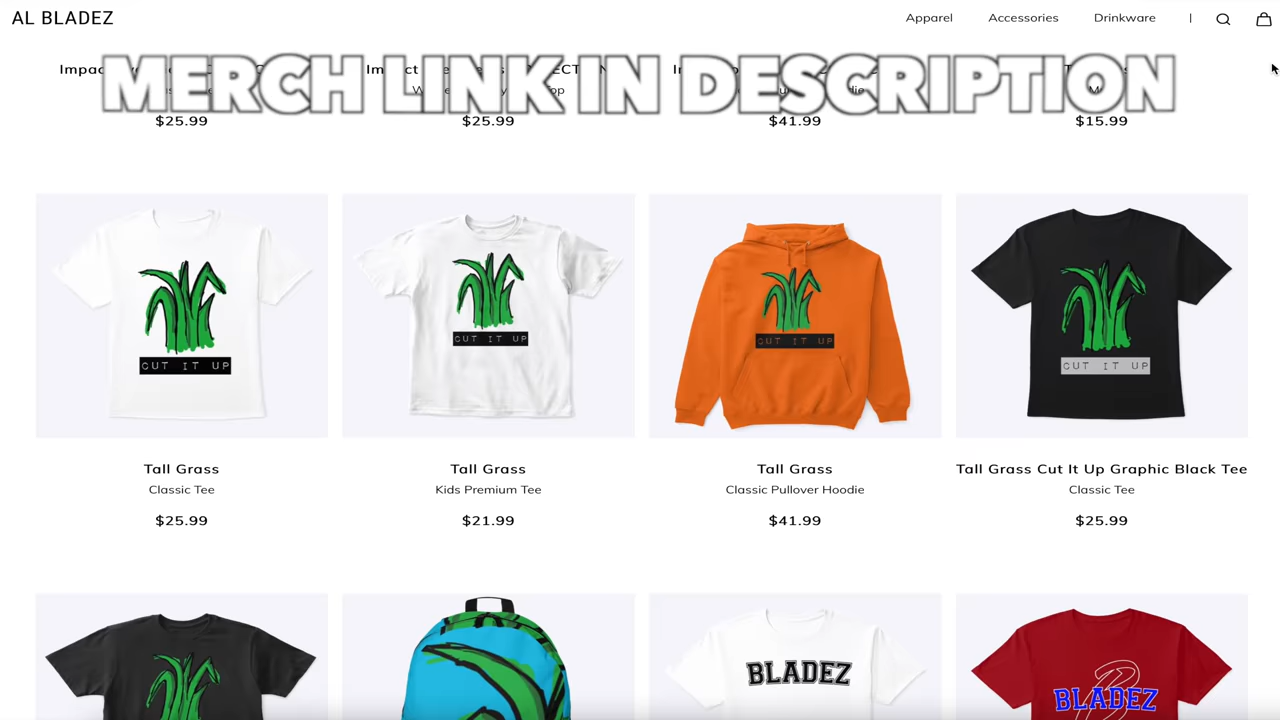 AL BLADEZ
Apparel
Accessories
Drinkware
MERCH LINK IN DESCRIPTION
$25.99
$25.99
$41.99
$15.99
CUT IT UP
CUT IT UP
CUT IT UP
CUT IT UP
Tall Grass
Classic Tee
$25.99
Tall Grass
Kids Premium Tee
$21.99
Tall Grass
Classic Pullover Hoodie
$41.99
Tall Grass Cut It Up Graphic Black Tee
Classic Tee
$25.99
BLADEZ
BLADEZ